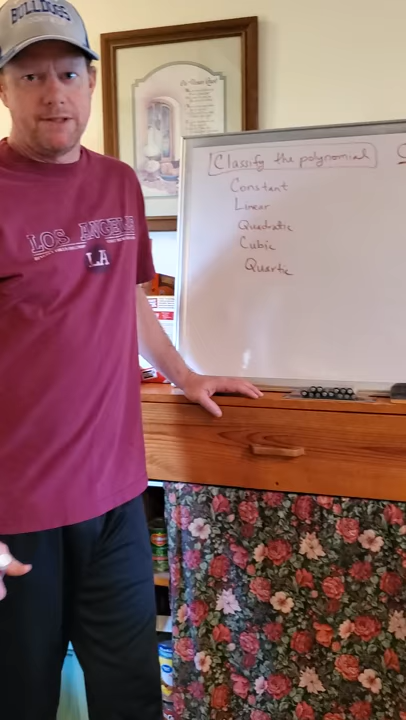 BULLDOGS
LOS ANGELES
LA
Classify the polynomial
Constant
Linear
Quadratic
Cubic
Quartic
C